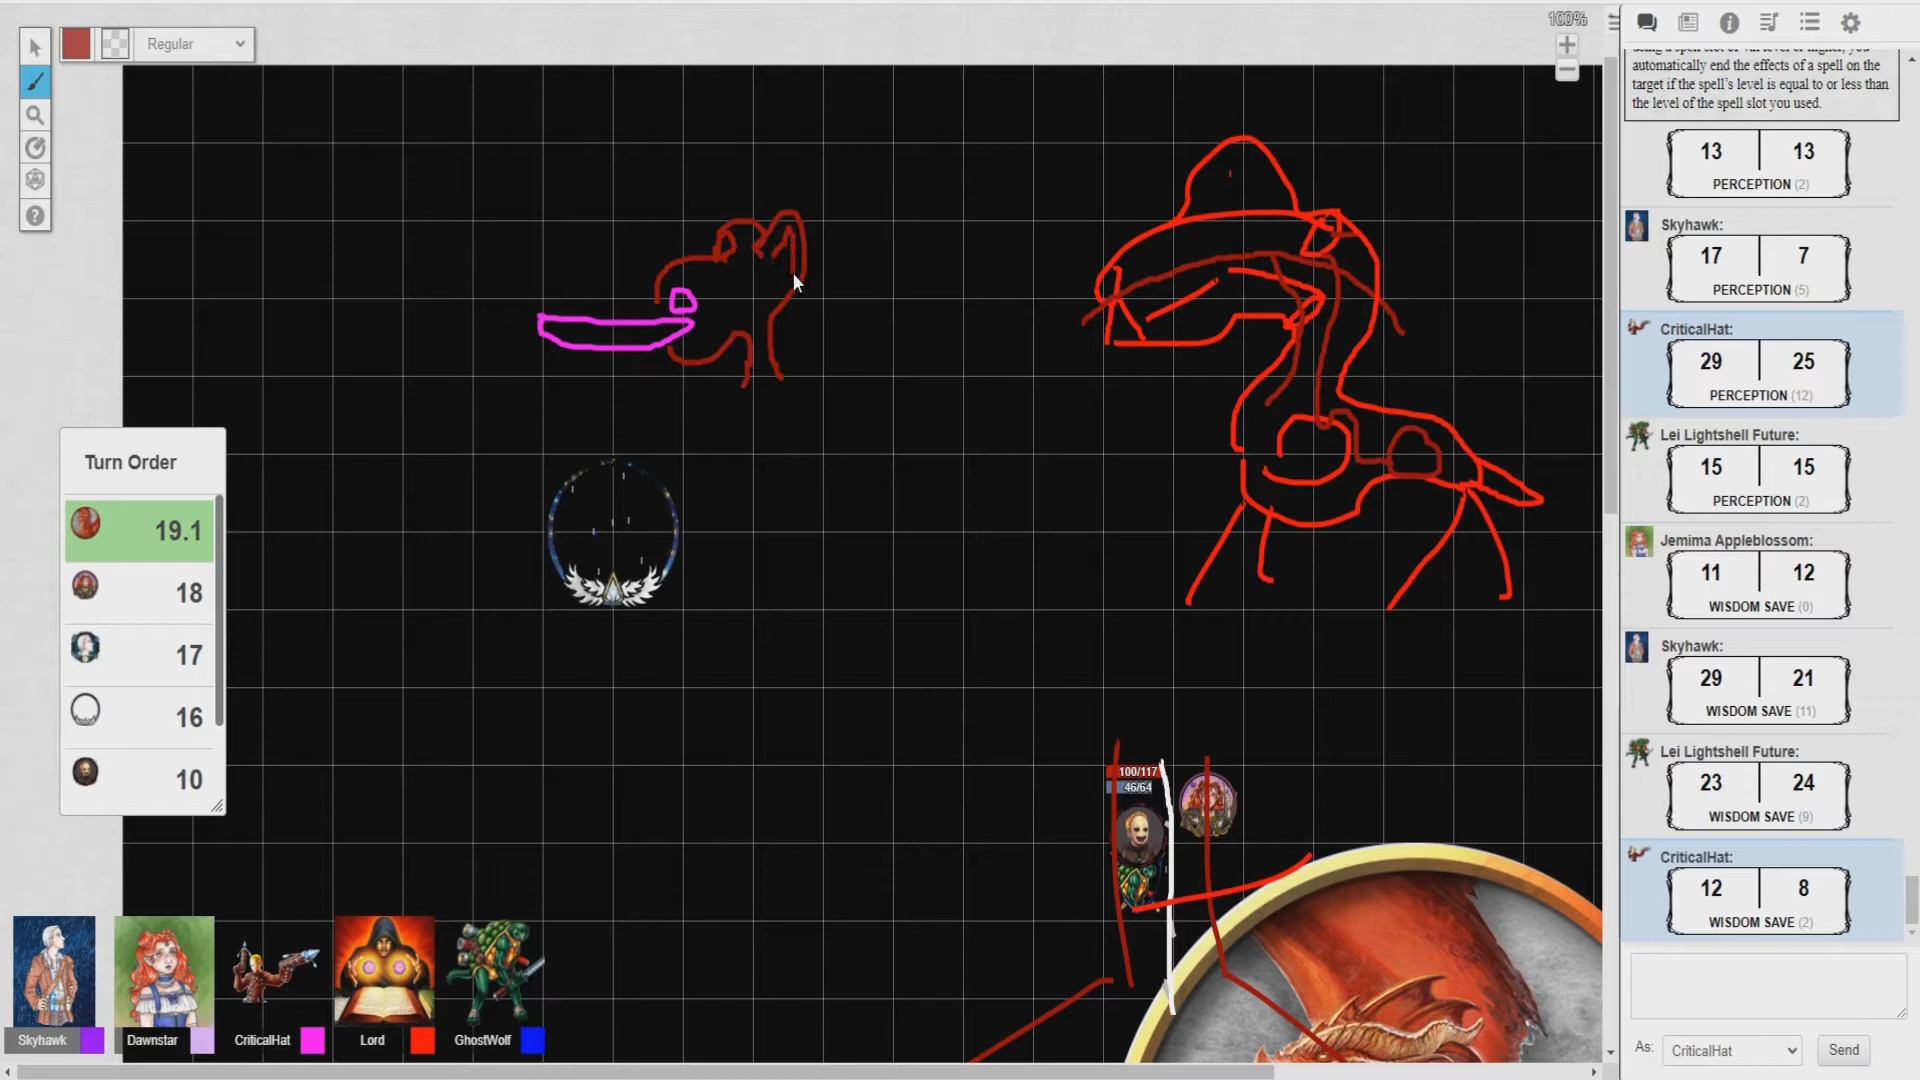 Regular
100%
using a spell slot of
automatically end the effects of a spell on the
target if the spell's level is equal to or less than
the level of the spell slot you used.
13 13
PERCEPTION (2)
Skyhawk:
17 7
PERCEPTION (5)
CriticalHat:
29 25
PERCEPTION (12)
Lei Lightshell Future:
15 15
PERCEPTION (2)
Jemima Appleblossom:
11 12
WISDOM SAVE (0)
Skyhawk:
29 21
WISDOM SAVE (11)
Lei Lightshell Future:
23 24
WISDOM SAVE (9)
CriticalHat:
12 8
WISDOM SAVE (2)
As: CriticalHat Send
Turn Order
19.1
18
17
16
10
100/117
46/64
Skyhawk
Dawnstar
CriticalHat
Lord
GhostWolf